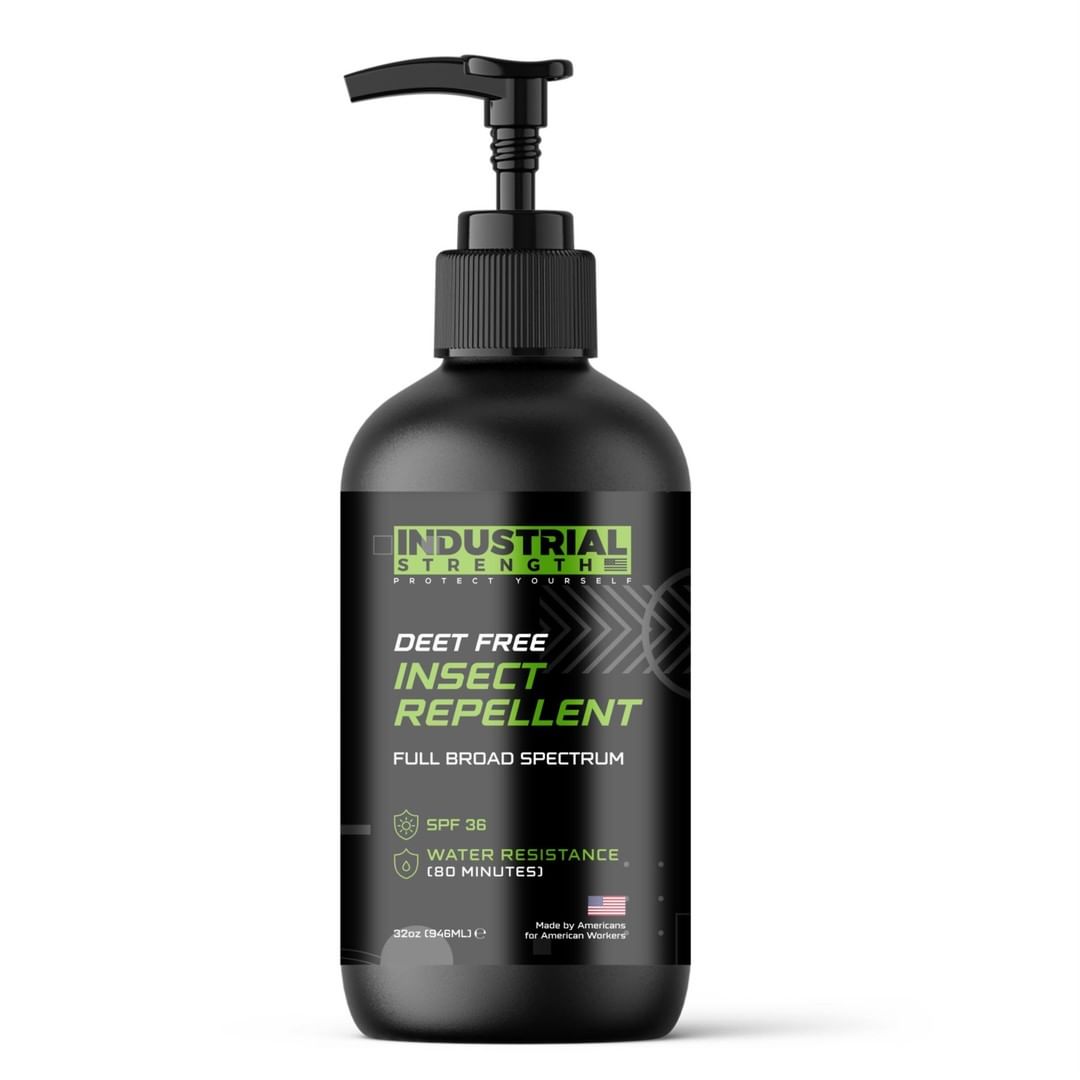 INDUSTRIAL
STRENGTH
PROTECT YOURSELF
DEET FREE
INSECT
REPELLENT
FULL BROAD SPECTRUM
SPF 36
WATER RESISTANCE
(80 MINUTES)
32oz (946ML) ℮
Made by Americans
for American Workers